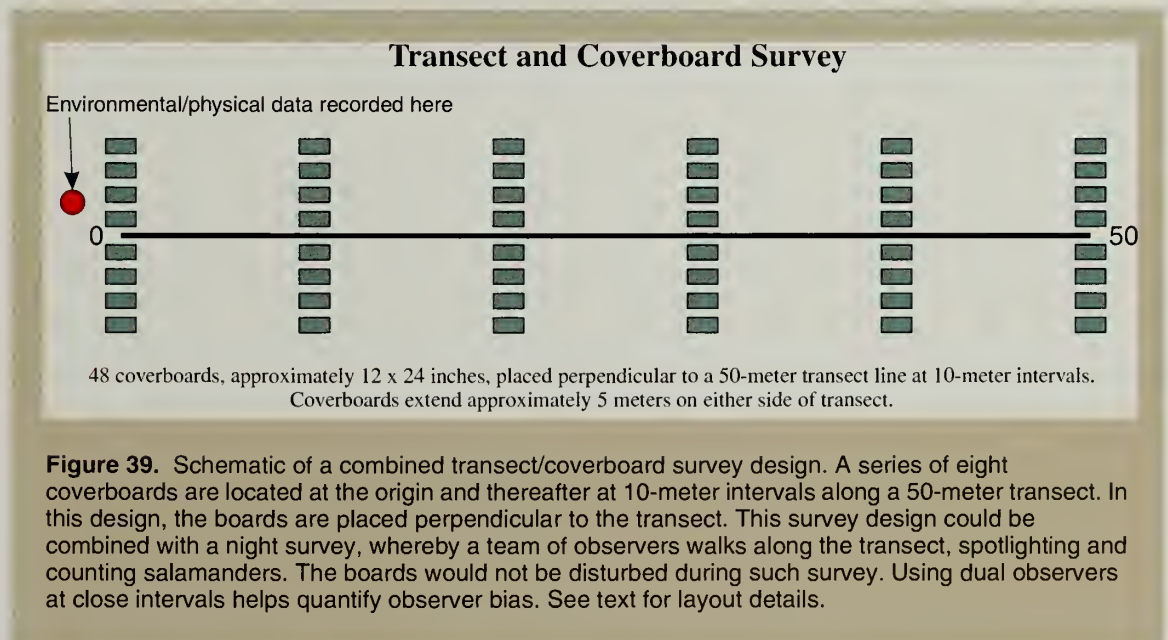 Transect and Coverboard Survey
Environmental/physical data recorded here
0
50
48 coverboards, approximately 12 x 24 inches, placed perpendicular to a 50-meter transect line at 10-meter intervals.
Coverboards extend approximately 5 meters on either side of transect.
Figure 39. Schematic of a combined transect/coverboard survey design. A series of eight
coverboards are located at the origin and thereafter at 10-meter intervals along a 50-meter transect. In
this design, the boards are placed perpendicular to the transect. This survey design could be
combined with a night survey, whereby a team of observers walks along the transect, spotlighting and
counting salamanders. The boards would not be disturbed during such survey. Using dual observers
at close intervals helps quantify observer bias. See text for layout details.